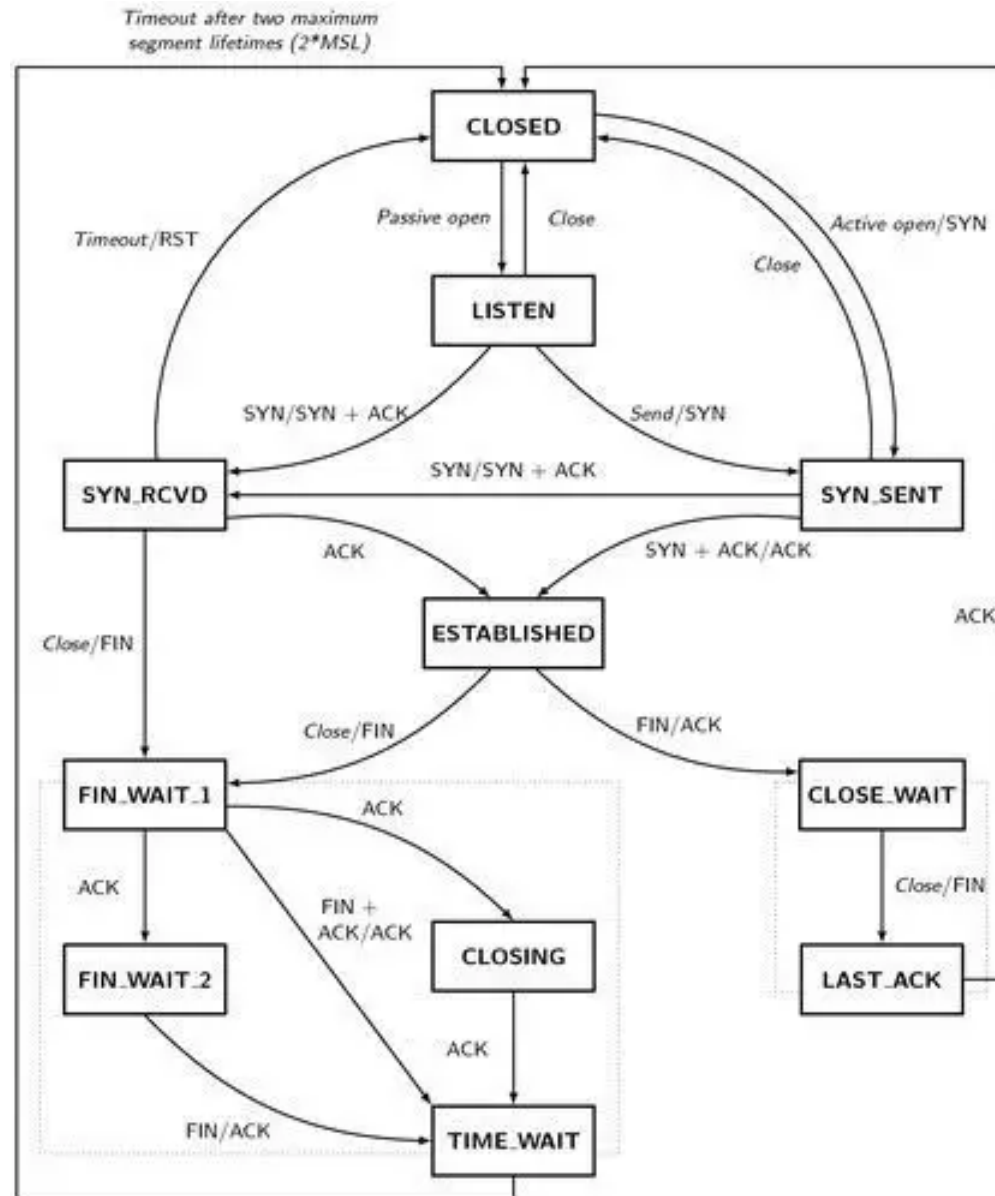 Timeout after two maximum
segment lifetimes (2*MSL)
CLOSED
Passive open
Close
Timeout/RST
Active open/SYN
Close
LISTEN
SYN/SYN + ACK
Send/SYN
SYN/SYN + ACK
SYN_RCVD
SYN_SENT
ACK
SYN + ACK/ACK
ESTABLISHED
ACK
Close/FIN
Close/FIN
FIN/ACK
FIN_WAIT_1
CLOSE_WAIT
ACK
ACK
FIN +
ACK/ACK
Close/FIN
FIN_WAIT_2
CLOSING
LAST_ACK
ACK
FIN/ACK
TIME_WAIT